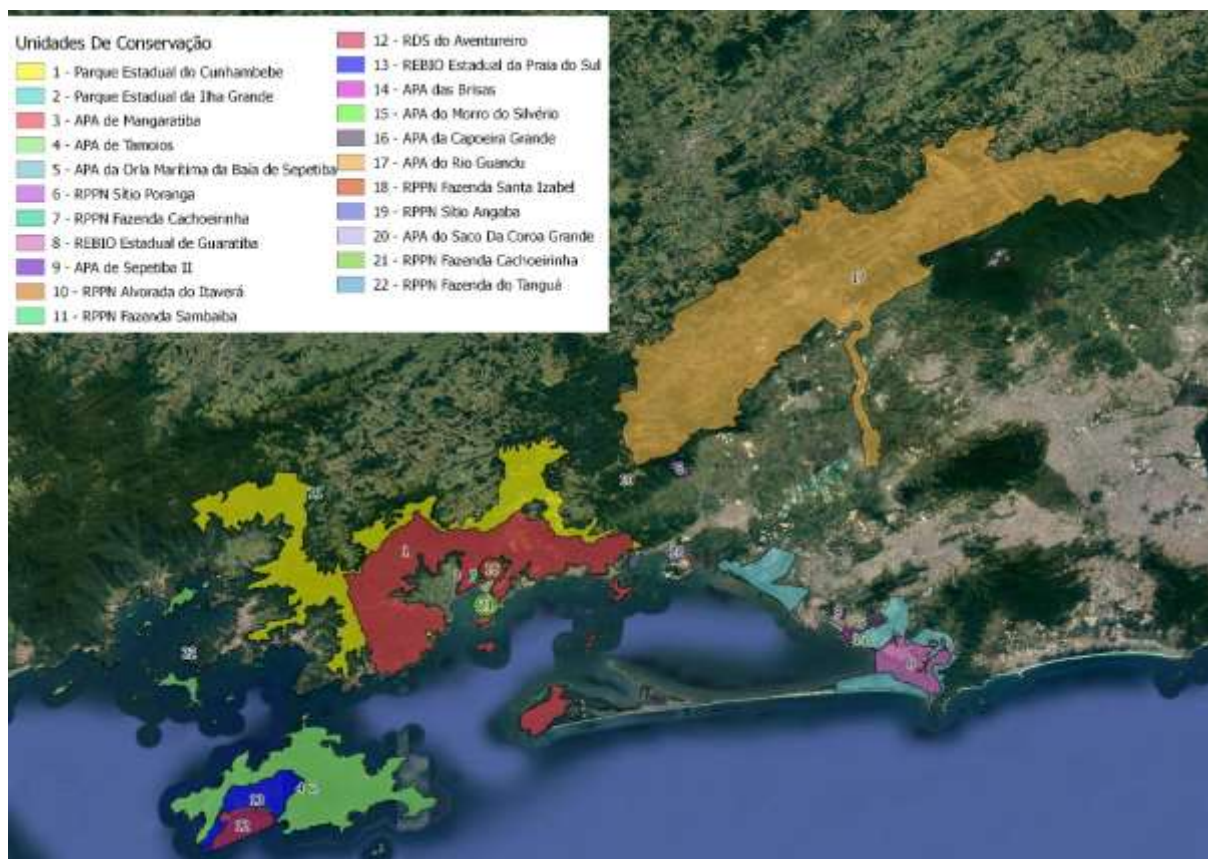 Unidades De Conservação
1 - Parque Estadual do Cunhambebe
2 - Parque Estadual da Ilha Grande
3 - APA de Mangaratiba
4 - APA de Tamoios
5 - APA da Orla Marítima da Baía de Sepetiba
6 - RPPN Sítio Poranga
7 - RPPN Fazenda Cachoeirinha
8 - REBIO Estadual de Guaratiba
9 - APA de Sepetiba II
10 - RPPN Alvorada do Itaverá
11 - RPPN Fazenda Sambaiba
12 - RDS do Aventureiro
13 - REBIO Estadual da Praia do Sul
14 - APA das Brisas
15 - APA do Morro do Silvério
16 - APA da Capoeira Grande
17 - APA do Rio Guandu
18 - RPPN Fazenda Santa Izabel
19 - RPPN Sítio Angaba
20 - APA do Saco Da Coroa Grande
21 - RPPN Fazenda Cachoeirinha
22 - RPPN Fazenda do Tanguá
13
12